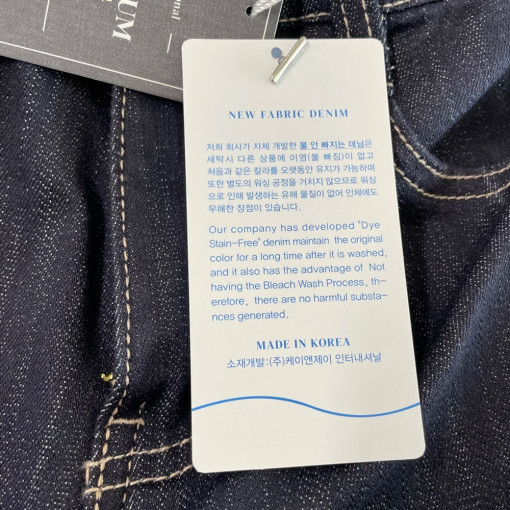 UM
NEW FABRIC DENIM
저희 회사가 자체 개발한 물 안 빠지는 데님은
세탁시 다른 상품에 이염(물 빠짐)이 없고
처음과 같은 칼라를 오랫동안 유지가 가능하며
또한 별도의 워싱 공정을 거치지 않으므로 워싱
으로 인해 발생하는 유해 물질이 없어 인체에도
무해한 장점이 있습니다.
Our company has developed "Dye
Stain-Free" denim maintain the original
color for a long time after it is washed,
and it also has the advantage of Not
having the Bleach Wash Process, th-
erefore, there are no harmful substa-
nces generated.
MADE IN KOREA
소재개발:(주)케이앤제이 인터내셔날